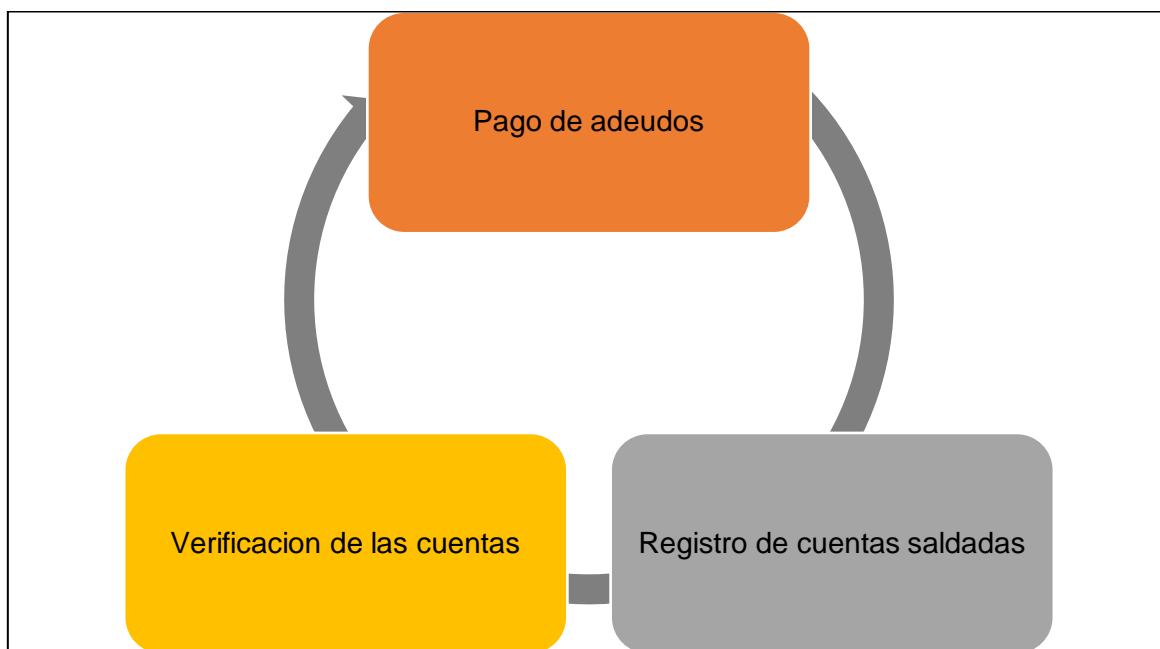 Pago de adeudos
Verificacion de las cuentas
Registro de cuentas saldadas